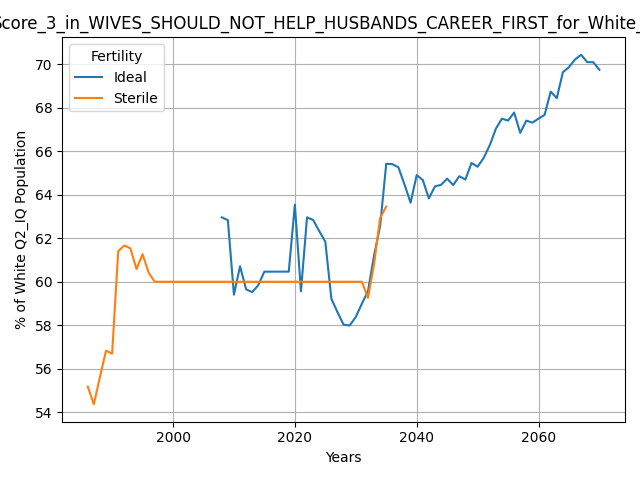 Score_3_in_WIVES_SHOULD_NOT_HELP_HUSBANDS_CAREER_FIRST_for_White_
Fertility
Ideal
Sterile
% of White Q2_IQ Population
70
68
66
64
62
60
58
56
54
2000
2020
2040
2060
Years